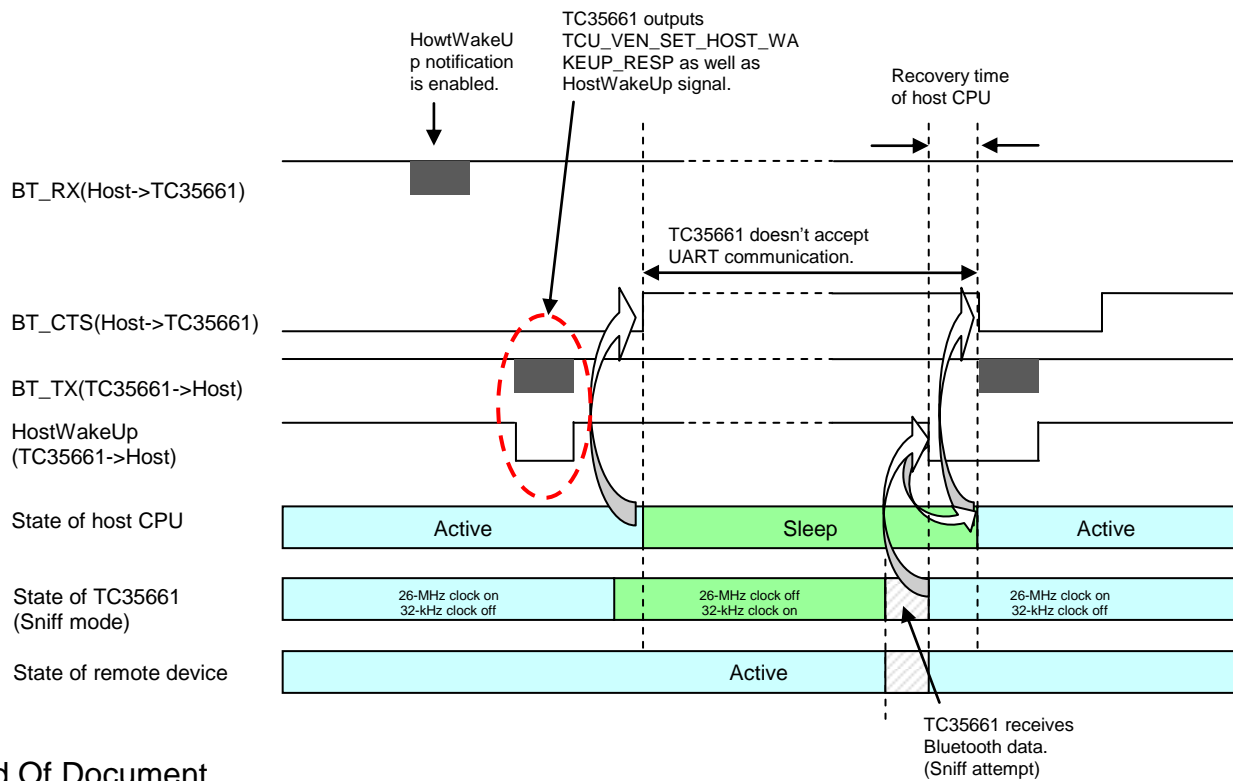 TC35661 outputs
TCU_VEN_SET_HOST_WA
KEUP_RESP as well as
HostWakeUp signal.
HowtWakeU
p notification
is enabled.
Recovery time
of host CPU
BT_RX(Host->TC35661)
TC35661 doesn't accept
UART communication.
BT_CTS(Host->TC35661)
BT_TX(TC35661->Host)
HostWakeUp
(TC35661->Host)
State of host CPU
Active
Sleep
Active
State of TC35661
(Sniff mode)
26-MHz clock on
32-kHz clock off
26-MHz clock off
32-kHz clock on
26-MHz clock on
32-kHz clock off
State of remote device
Active
TC35661 receives
Bluetooth data.
(Sniff attempt)
d Of Document